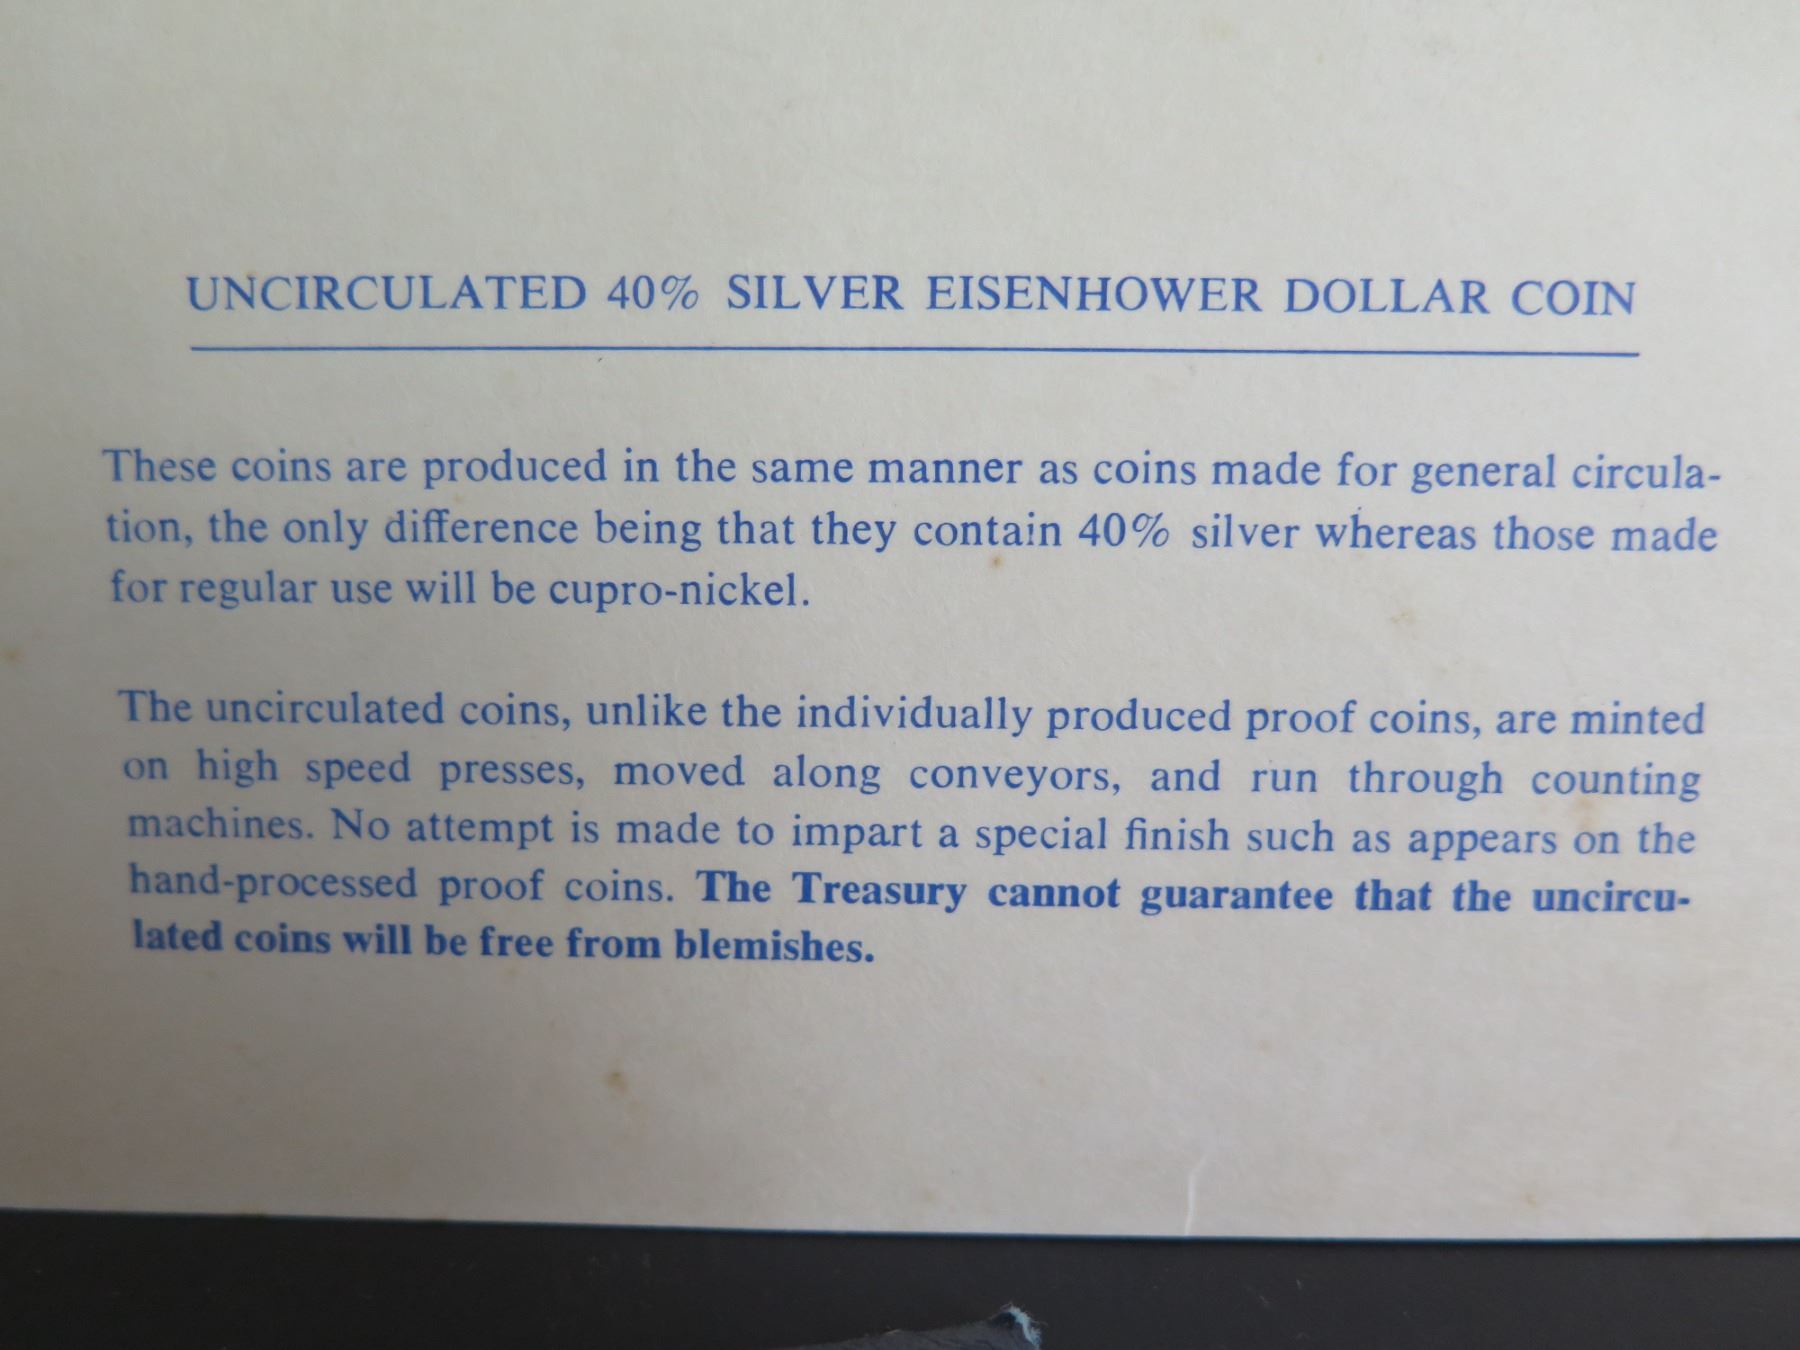 UNCIRCULATED 40% SILVER EISENHOWER DOLLAR COIN
These coins are produced in the same manner as coins made for general circula-
tion, the only difference being that they contain 40% silver whereas those made
for regular use will be cupro-nickel.
The uncirculated coins, unlike the individually produced proof coins, are minted
on high speed presses, moved along conveyors, and run through counting
machines. No attempt is made to impart a special finish such as appears on the
hand-processed proof coins. The Treasury cannot guarantee that the uncircu-
lated coins will be free from blemishes.